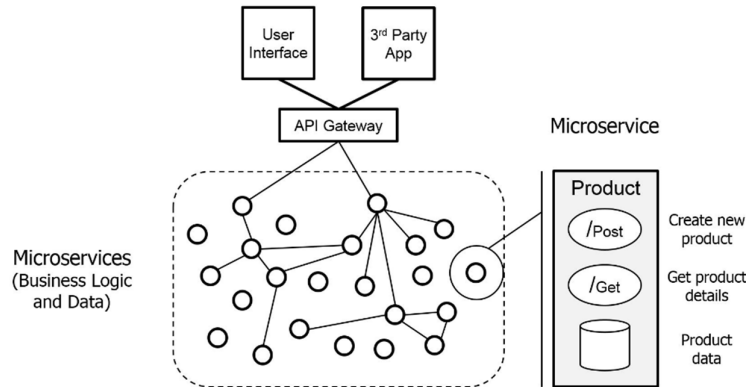 User
Interface
3rd Party
App
API Gateway
Microservice
Product
/Post
Create new
product
/Get
Get product
details
Product
data
Microservices
(Business Logic
and Data)